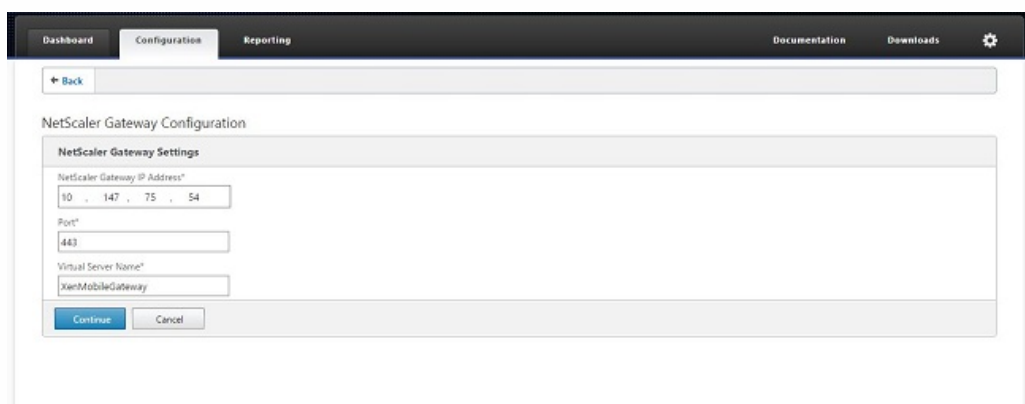 Dashboard Configuration Reporting Documentation Downloads
Back
NetScaler Gateway Configuration
NetScaler Gateway Settings
NetScaler Gateway IP Address*
10 . 147 . 75 . 54
Port*
443
Virtual Server Name*
XenMobileGateway
Continue Cancel